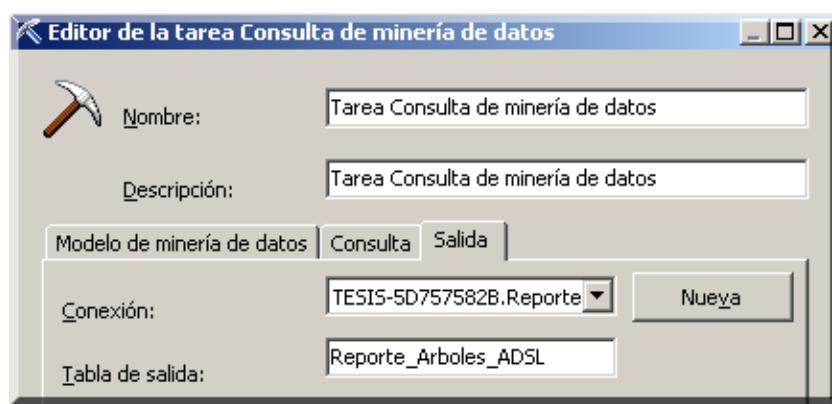 Editor de la tarea Consulta de minería de datos
Nombre: Tarea Consulta de minería de datos
Descripción: Tarea Consulta de minería de datos
Modelo de minería de datos Consulta Salida
Conexión: TESIS-5D757582B.Reporte Nueva
Tabla de salida: Reporte_Arboles_ADSL